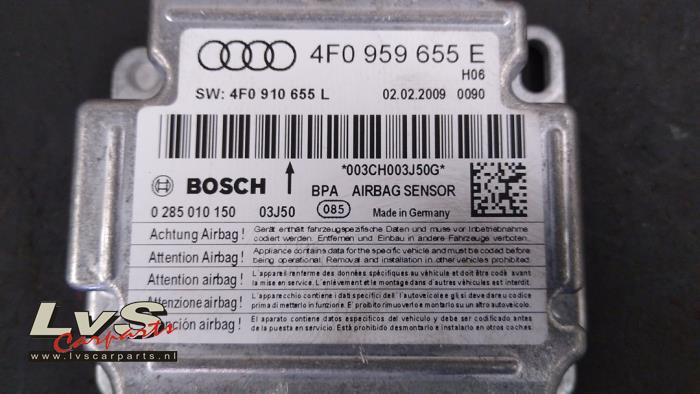 4F0 959 655 E
H06
SW: 4F0 910 655 L 02.02.2009 0090
*003CH003J50G*
BOSCH BPA AIRBAG SENSOR
0 285 010 150 03J50 085 Made in Germany
Achtung Airbag! Gerät enthält fahrzeugspezifische Daten und muss vor Inbetriebnahme
codiert werden. Entfernen und Einbau in andere Fahrzeuge verboten.
Attention Airbag! Appliance contains data for the specific vehicle and must be coded before
being operational. Removal and installation in other vehicles prohibited.
Attention airbag! L'appareil renferme des données spécifiques au véhicule et doit être codé avant
la mise en service. L'enlèvement et le montage dans d'autres véhicules est interdit.
Attenzione airbag! L'apparecchio contiene i dati specifici dell'autoveicolo e gli si deve dare un codice
prima di metterlo in funzione. E' proibito rimuoverlo e montarlo su altri autoveicoli.
Atención airbag! El aparato contiene datos específicos del vehículo y debe ser codificado antes
de la puesta en servicio. Está prohibido desmontarlo e instalarlo en otros coches.
LvS
Carparts
www.lvscarparts.nl